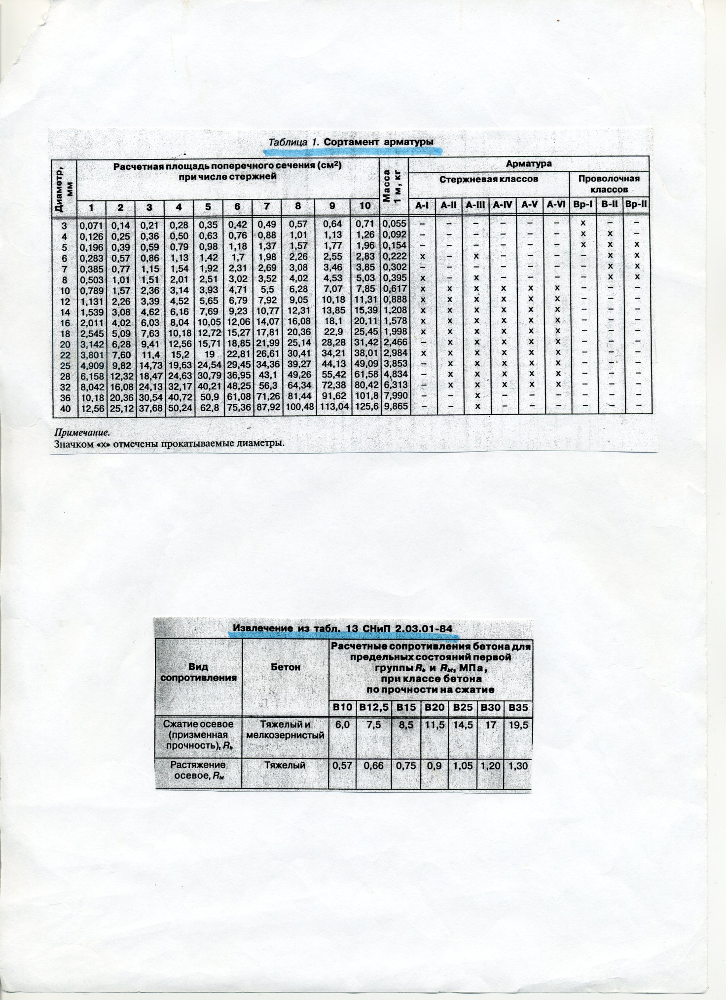 Таблица 1. Сортамент арматуры
Диаметр, мм
Расчетная площадь поперечного сечения (см²)
при числе стержней
Масса 1 м, кг
Арматура
Стержневая классов
Проволочная
классов
1 2 3 4 5 6 7 8 9 10 А-I А-II А-III А-IV А-V А-VI Вр-I В-II Вр-II
3 0,071 0,14 0,21 0,28 0,35 0,42 0,49 0,57 0,64 0,71 0,055 – – – – – – x – –
4 0,126 0,25 0,36 0,50 0,63 0,76 0,88 1,01 1,13 1,26 0,092 – – – – – – x x –
5 0,196 0,39 0,59 0,79 0,98 1,18 1,37 1,57 1,77 1,96 0,154 – – – – – – x x x
6 0,283 0,57 0,86 1,13 1,42 1,7 1,98 2,26 2,55 2,83 0,222 x – x – – – – x x
7 0,385 0,77 1,15 1,54 1,92 2,31 2,69 3,08 3,46 3,85 0,302 – – – – – – – x x
8 0,503 1,01 1,51 2,01 2,51 3,02 3,52 4,02 4,53 5,03 0,395 x – x – – – – x x
10 0,789 1,57 2,36 3,14 3,93 4,71 5,5 6,28 7,07 7,85 0,617 x x x x x x – – –
12 1,131 2,26 3,39 4,52 5,65 6,79 7,92 9,05 10,18 11,31 0,888 x x x x x x – – –
14 1,539 3,08 4,62 6,16 7,69 9,23 10,77 12,31 13,85 15,39 1,208 x x x x x x – – –
16 2,011 4,02 6,03 8,04 10,05 12,06 14,07 16,08 18,1 20,11 1,578 x x x x x x – – –
18 2,545 5,09 7,63 10,18 12,72 15,27 17,81 20,36 22,9 25,45 1,998 x x x x x x – – –
20 3,142 6,28 9,41 12,56 15,71 18,85 21,99 25,14 28,28 31,42 2,466 – x x x x x – – –
22 3,801 7,60 11,4 15,2 19 22,81 26,61 30,41 34,21 38,01 2,984 x x x x x x – – –
25 4,909 9,82 14,73 19,63 24,54 29,45 34,36 39,27 44,13 49,09 3,853 – x x x x x – – –
28 6,158 12,32 18,47 24,63 30,79 36,95 43,1 49,26 55,42 61,58 4,834 – x x x x x – – –
32 8,042 16,08 24,13 32,17 40,21 48,25 56,3 64,34 72,38 80,42 6,313 – x x x x x – – –
36 10,18 20,36 30,54 40,72 50,9 61,08 71,26 81,44 91,62 101,8 7,990 – – x – – – – – –
40 12,56 25,12 37,68 50,24 62,8 75,36 87,92 100,48 113,04 125,6 9,865 – – x – – – – – –
Примечание.
Значком «x» отмечены прокатываемые диаметры.
Извлечение из табл. 13 СНиП 2.03.01-84
Вид
сопротивления
Бетон
Расчетные сопротивления бетона для
предельных состояний первой
группы Rb и Rbt, МПа,
при классе бетона
по прочности на сжатие
В10 В12,5 В15 В20 В25 В30 В35
Сжатие осевое
(призменная
прочность), Rb
Тяжелый и
мелкозернистый
6,0 7,5 8,5 11,5 14,5 17 19,5
Растяжение
осевое, Rbt
Тяжелый
0,57 0,66 0,75 0,9 1,05 1,20 1,30